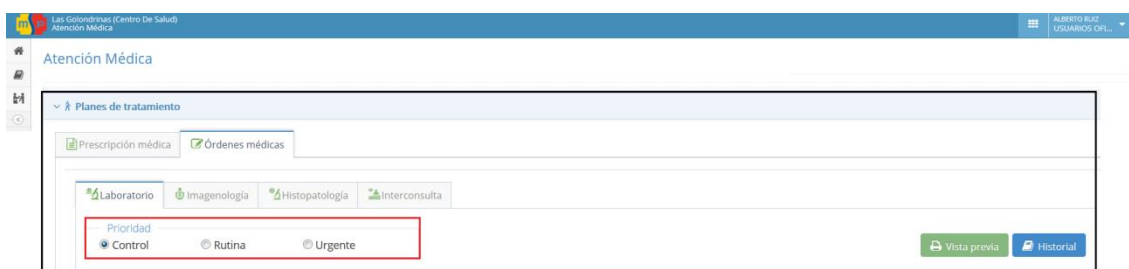 Las Golondrinas (Centro De Salud)
Atención Médica
ALBERTO RUIZ
USUARIOS OFI...
Atención Médica
Planes de tratamiento
Prescripción médica Órdenes médicas
Laboratorio Imagenología Histopatología Interconsulta
Prioridad
Control Rutina Urgente
Vista previa Historial